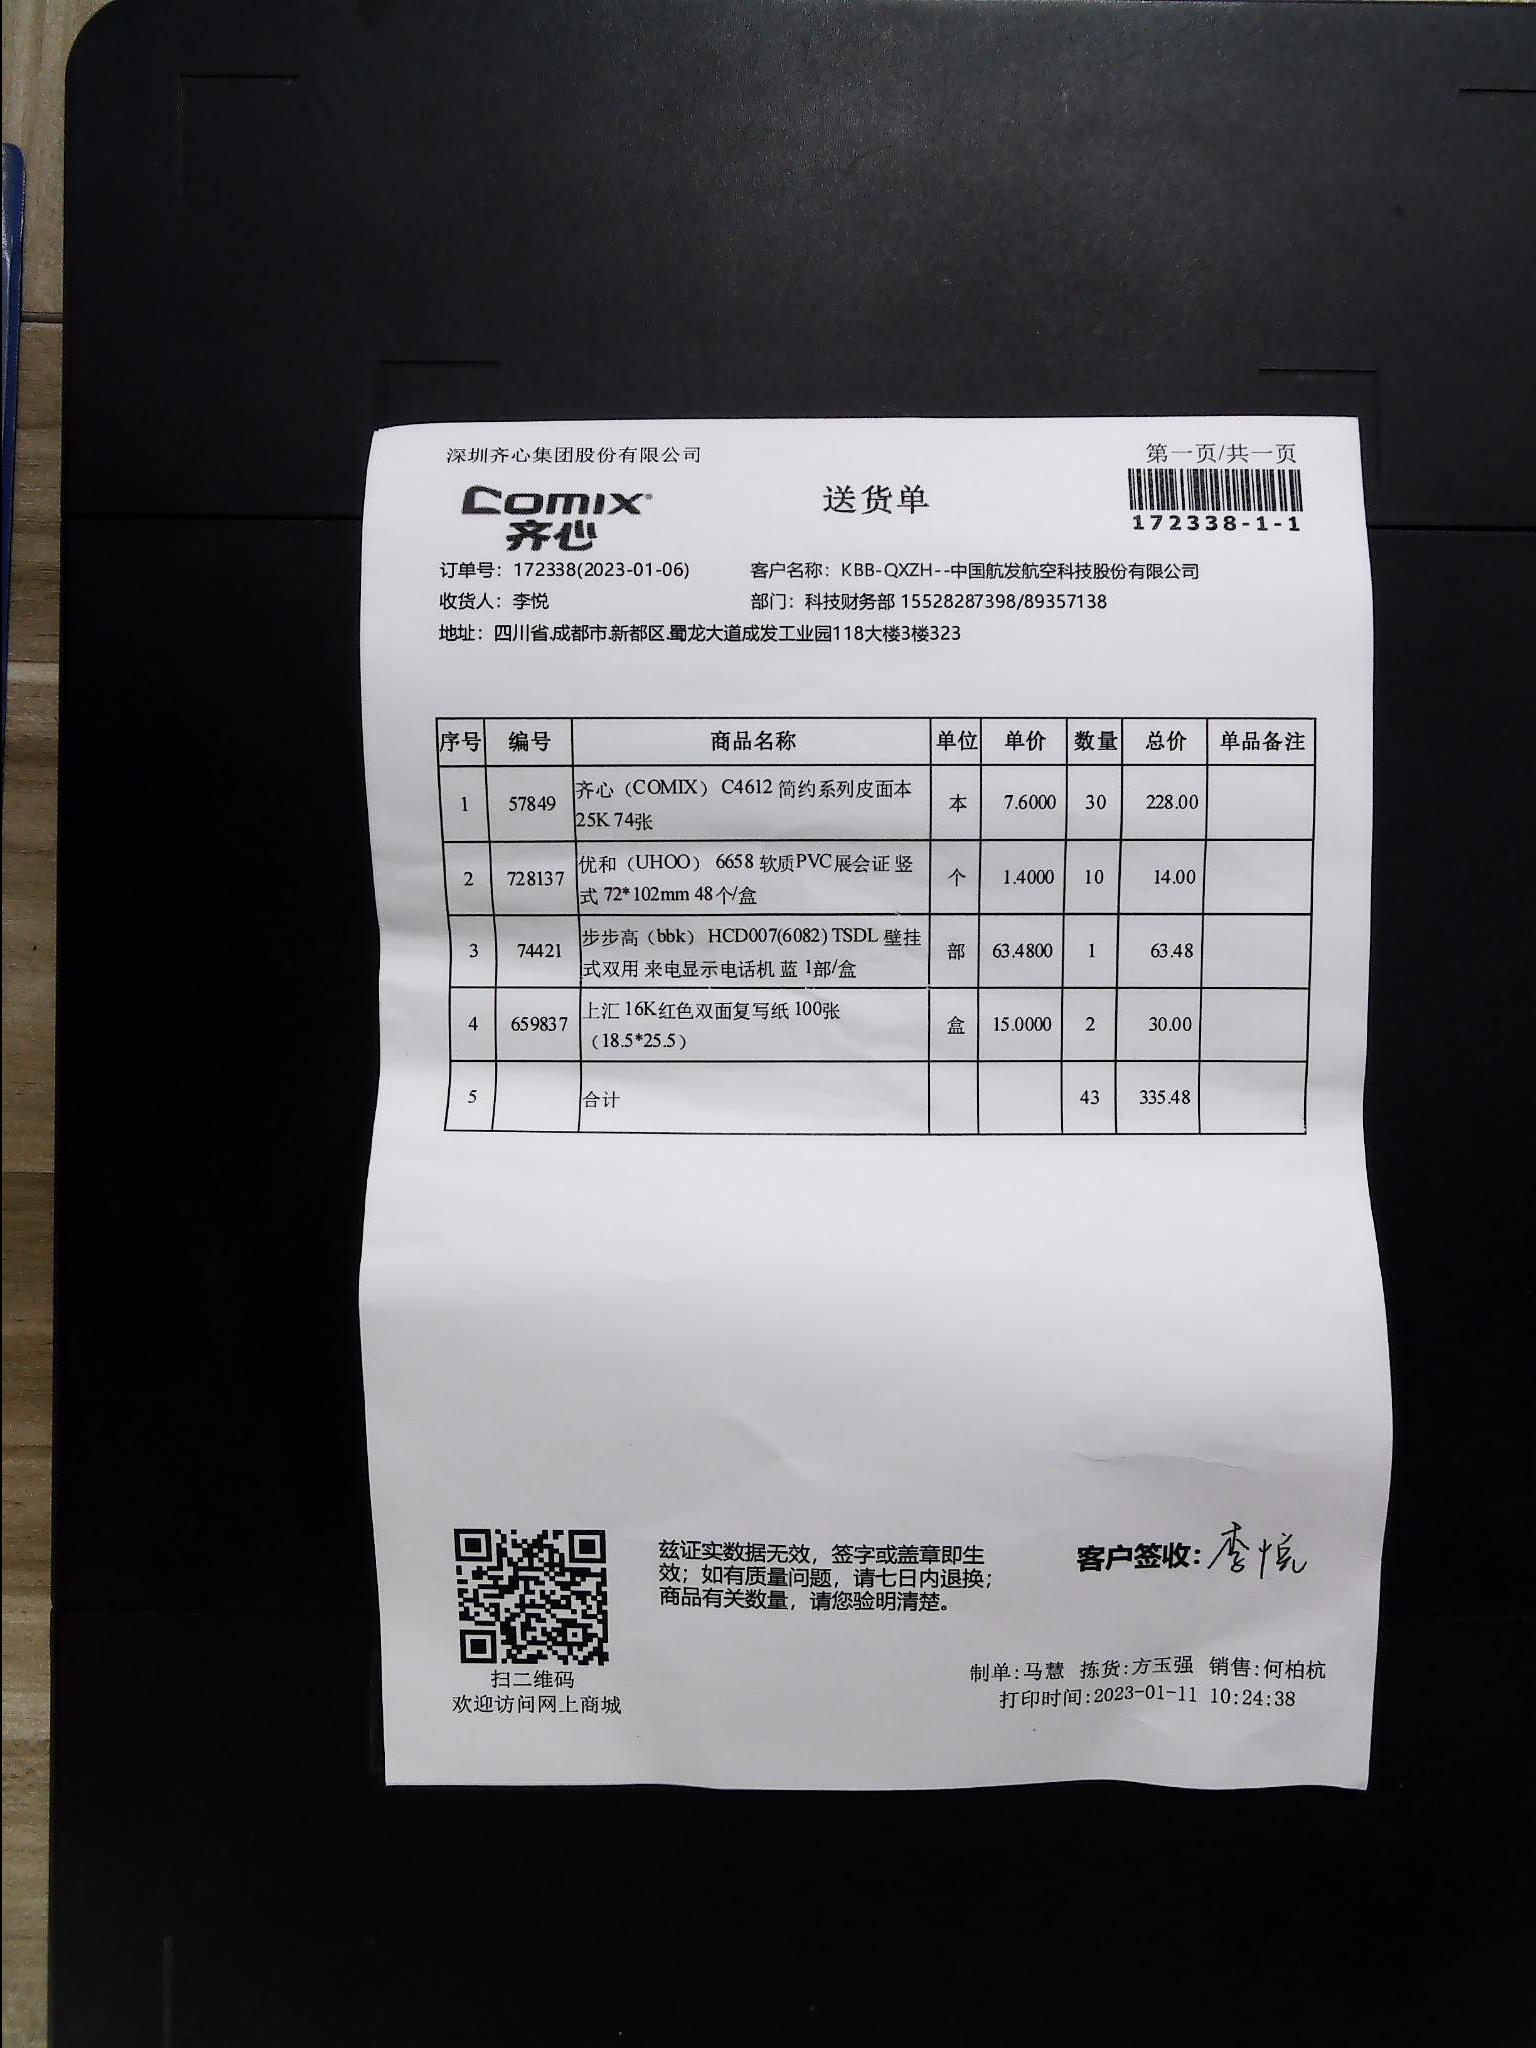 深圳齐心集团股份有限公司
第一页/共一页
COMIX
齐心
送货单
172338-1-1
订单号：172338(2023-01-06) 客户名称：KBB-QXZH--中国航发航空科技股份有限公司
收货人：李悦 部门：科技财务部 15528287398/89357138
地址：四川省.成都市.新都区.蜀龙大道成发工业园118大楼3楼323
序号 编号 商品名称 单位 单价 数量 总价 单品备注
1 57849 齐心（COMIX） C4612 简约系列皮面本 本 7.6000 30 228.00
25K 74张
2 728137 优和（UHOO） 6658 软质PVC展会证 竖 个 1.4000 10 14.00
式 72*102mm 48个/盒
3 74421 步步高（bbk） HCD007(6082) TSDL 壁挂 部 63.4800 1 63.48
式双用 来电显示电话机 蓝 1部/盒
4 659837 上汇 16K红色双面复写纸 100张 盒 15.0000 2 30.00
（18.5*25.5）
5 合计 43 335.48
兹证实数据无效，签字或盖章即生
效；如有质量问题，请七日内退换；
商品有关数量，请您验明清楚。
客户签收：李悦
扫二维码
欢迎访问网上商城
制单:马慧 拣货:方玉强 销售:何柏杭
打印时间:2023-01-11 10:24:38